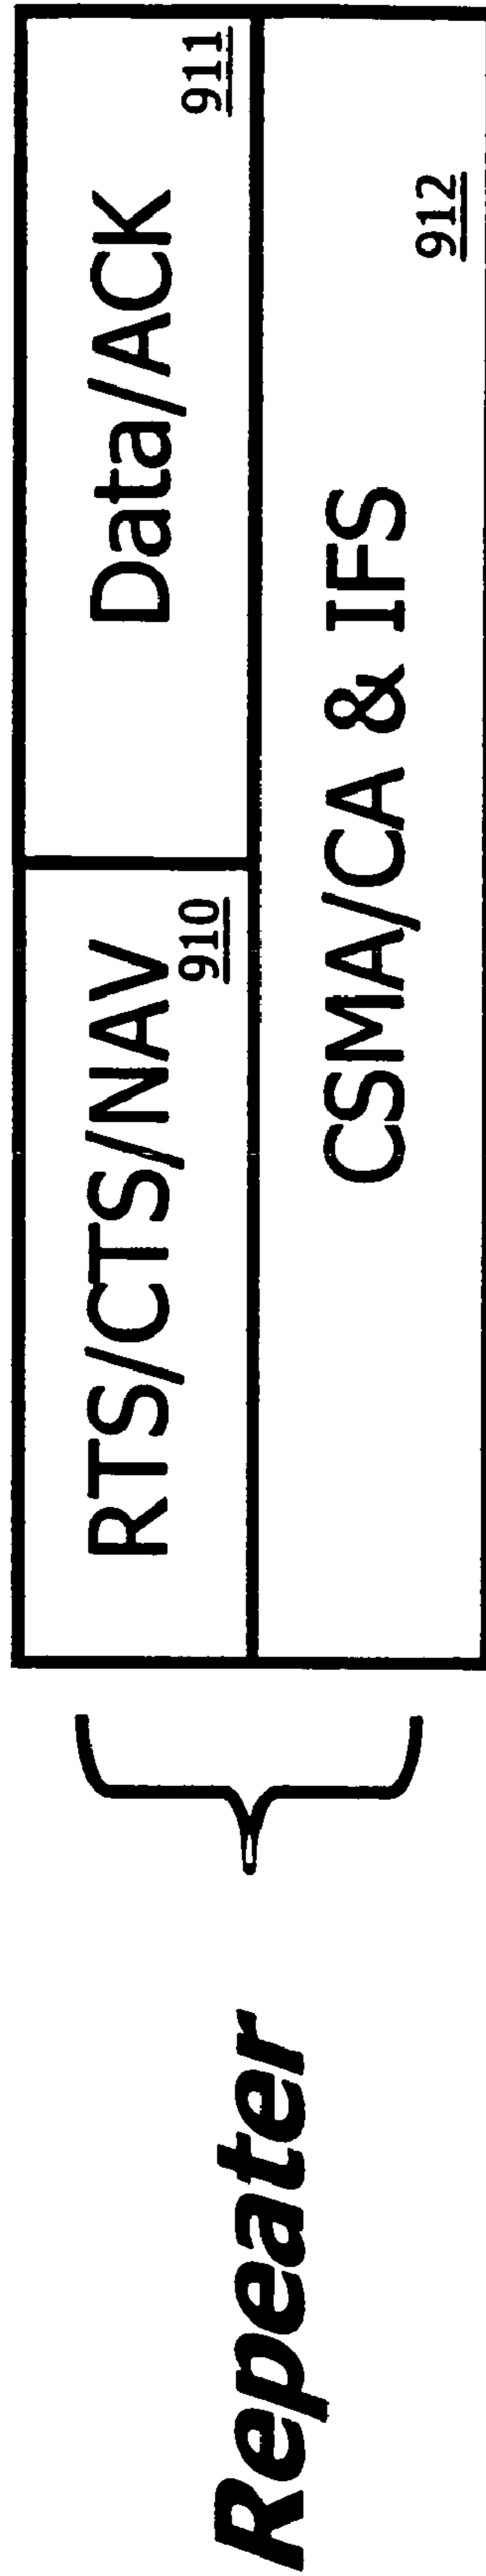 Repeater
RTS/CTS/NAV
910
Data/ACK
911
CSMA/CA & IFS
912